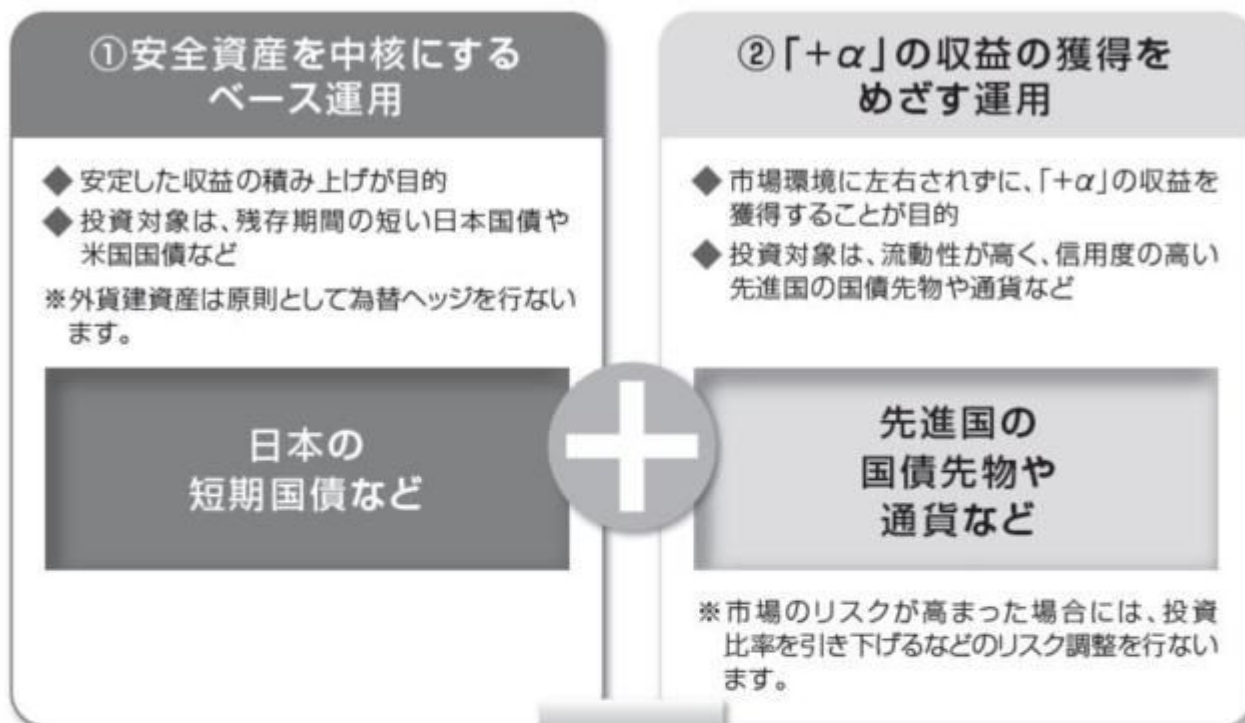 ①安全資産を中核にする
ベース運用
◆安定した収益の積み上げが目的
◆投資対象は、残存期間の短い日本国債や
米国国債など
※外貨建資産は原則として為替ヘッジを行ない
ます。
日本の
短期国債など
②「+α」の収益の獲得を
めざす運用
◆市場環境に左右されずに、「+α」の収益を
獲得することが目的
◆投資対象は、流動性が高く、信用度の高い
先進国の国債先物や通貨など
先進国の
国債先物や
通貨など
※市場のリスクが高まった場合には、投資
比率を引き下げるなどのリスク調整を行ない
ます。